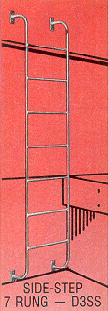 SIDE-STEP
7 RUNG — D3SS